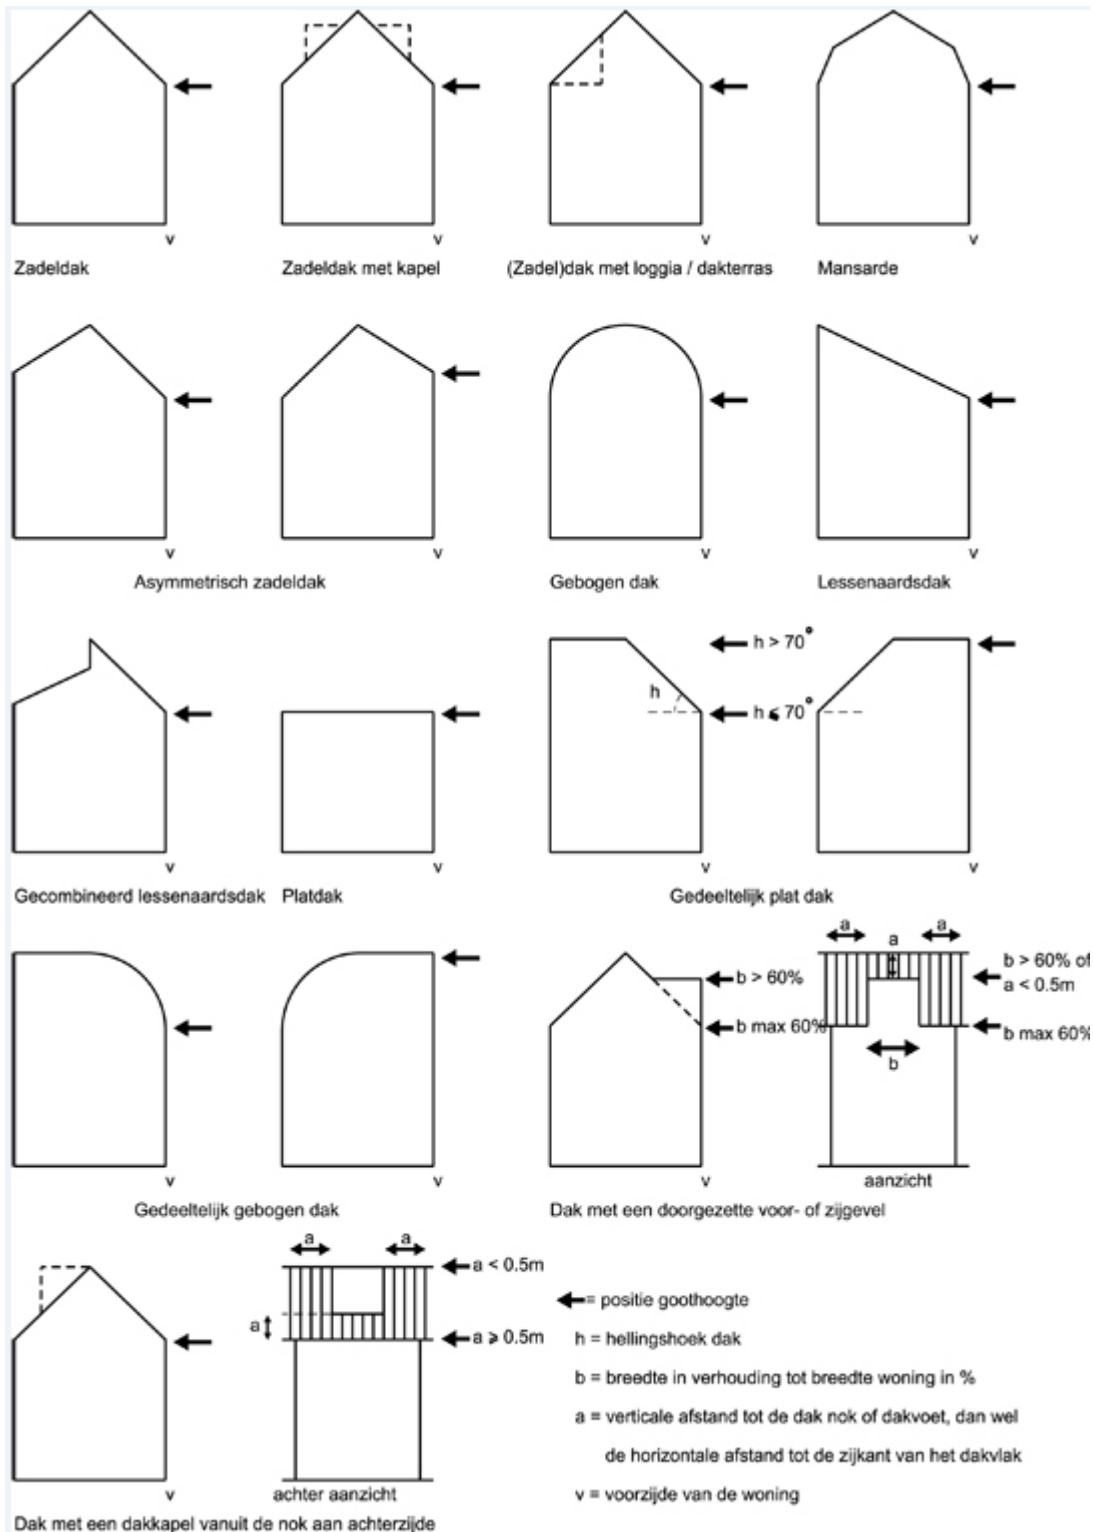 v v v v
Zadeldak Zadeldak met kapel (Zadel)dak met loggia / dakterras Mansarde
v v v v
Asymmetrisch zadeldak Gebogen dak Lessenaardsdak
h > 70°
h
h ⩽ 70°
v v v v
Gecombineerd lessenaardsdak Platdak Gedeeltelijk plat dak
a a a
b > 60% b > 60% of
a < 0.5m
b max 60% b max 60%
b
v v v aanzicht
Gedeeltelijk gebogen dak Dak met een doorgezette voor- of zijgevel
a a
a < 0.5m
= positie goothoogte
a a ⩾ 0.5m h = hellingshoek dak
b = breedte in verhouding tot breedte woning in %
a = verticale afstand tot de dak nok of dakvoet, dan wel
de horizontale afstand tot de zijkant van het dakvlak
v achter aanzicht v = voorzijde van de woning
Dak met een dakkapel vanuit de nok aan achterzijde